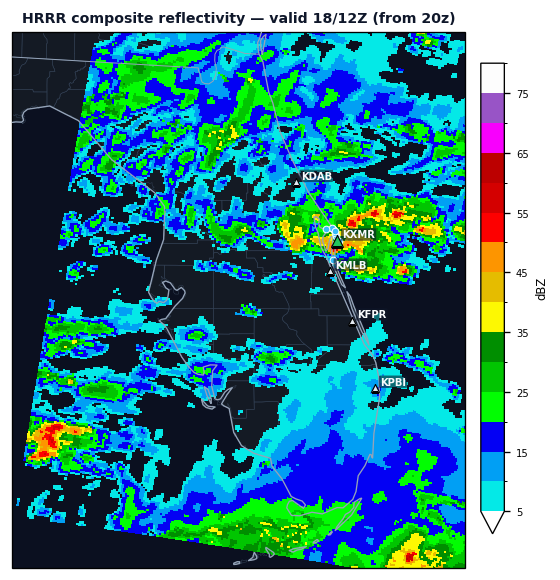 HRRR composite reflectivity — valid 18/12Z (from 20z)
KDAB
KXMR
KMLB
KFPR
KPBI
75
65
55
45
35
25
15
5
dBZ